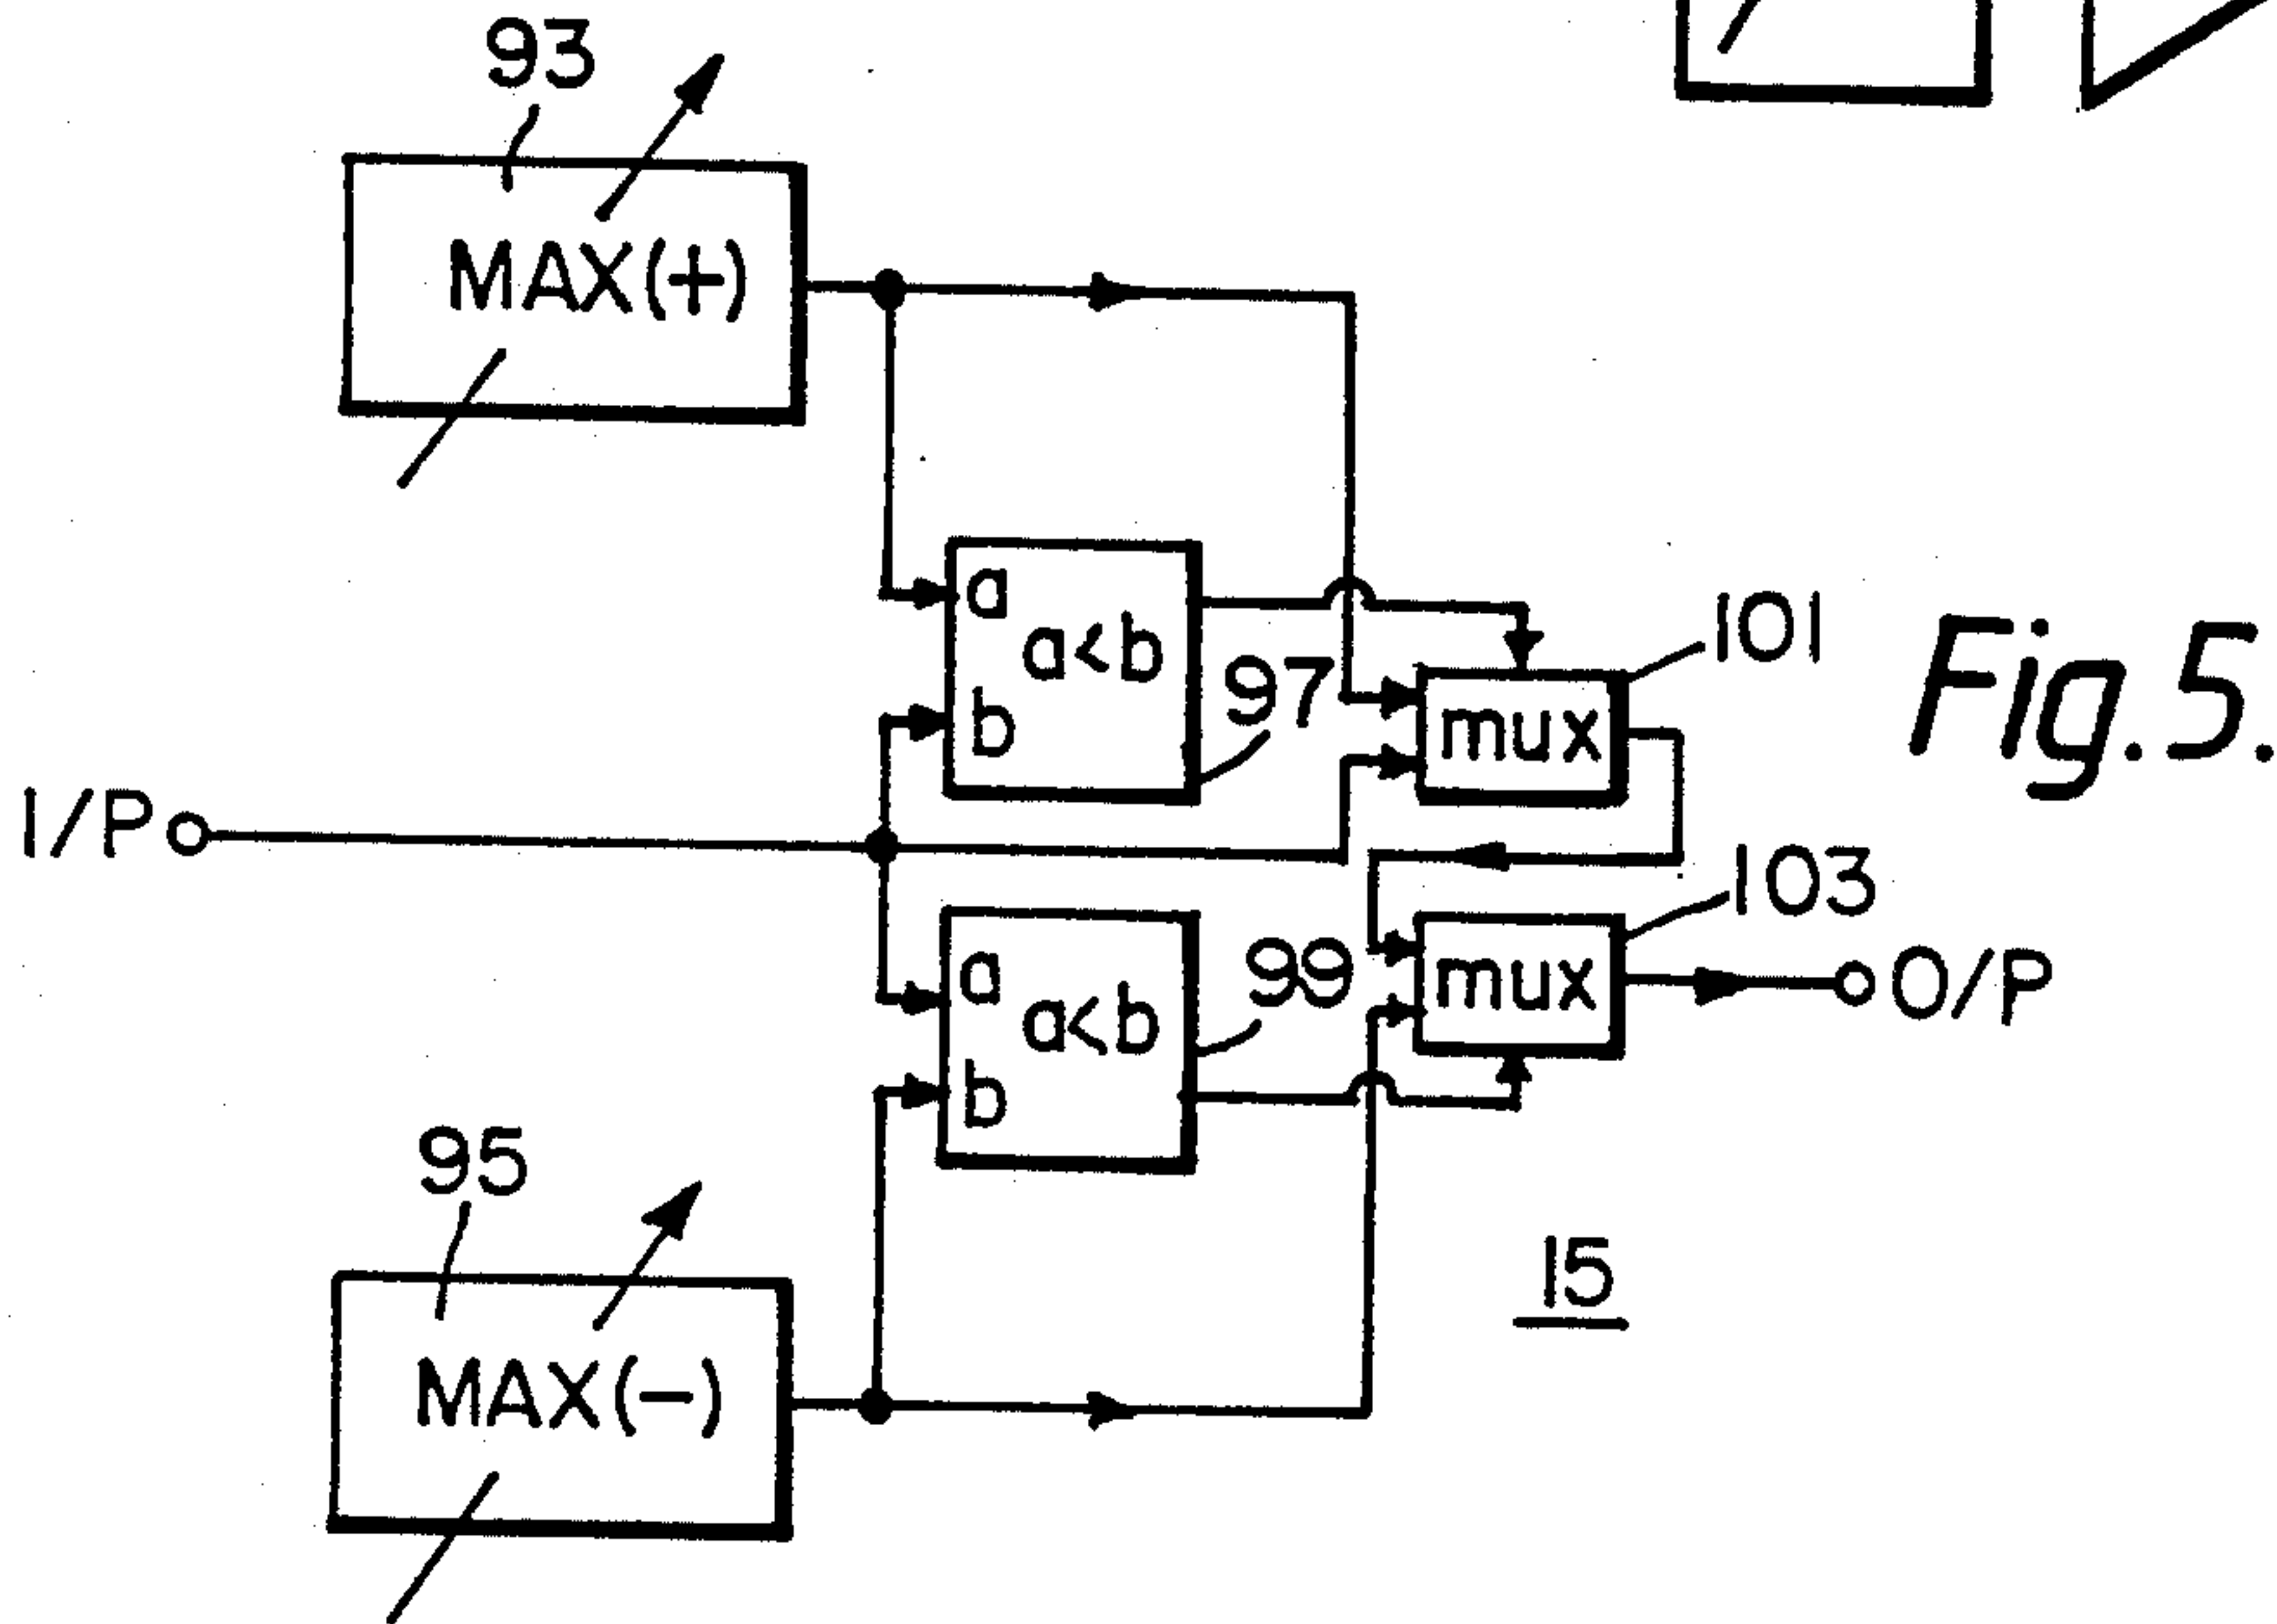 93
MAX(+)
a
a<b
b
97
101
mux
Fig.5.
I/P
103
a
a<b
b
99
mux
O/P
95
MAX(-)
15